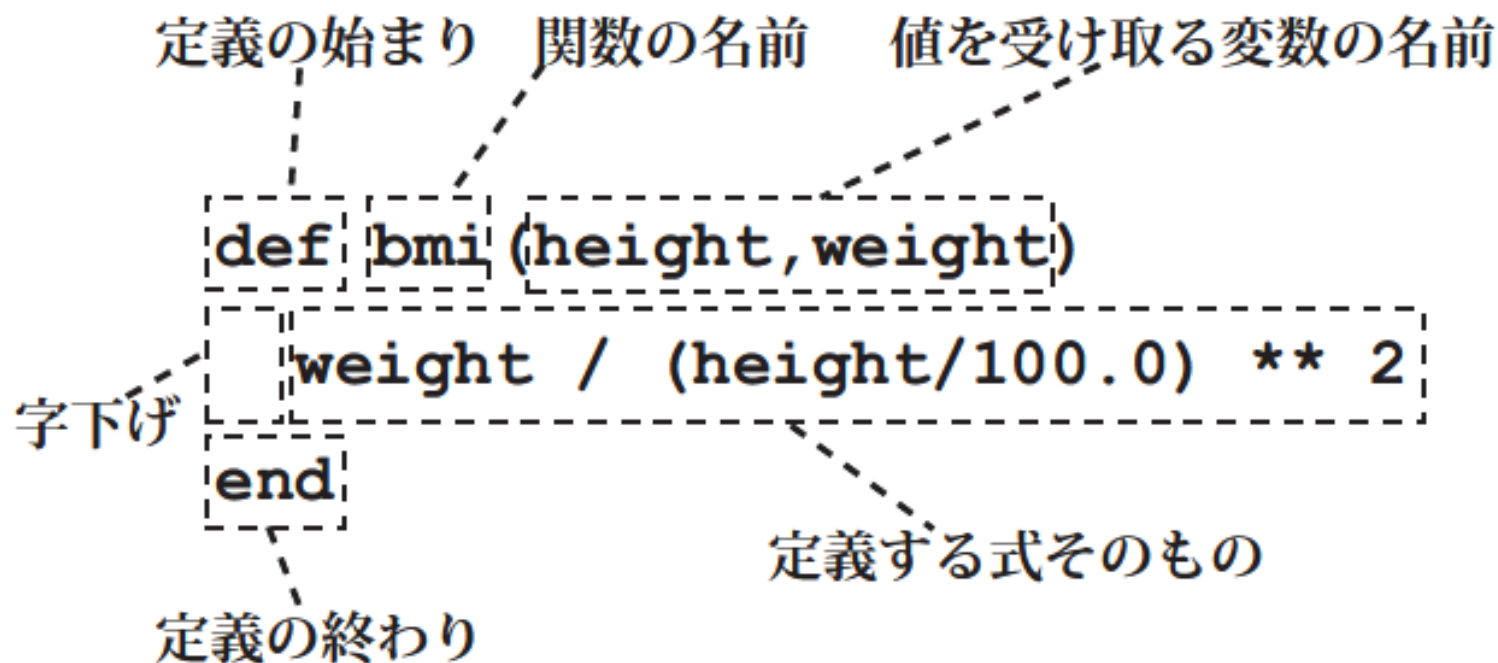 定義の始まり 関数の名前 値を受け取る変数の名前
def bmi(height,weight)
weight / (height/100.0) ** 2
字下げ
end
定義する式そのもの
定義の終わり